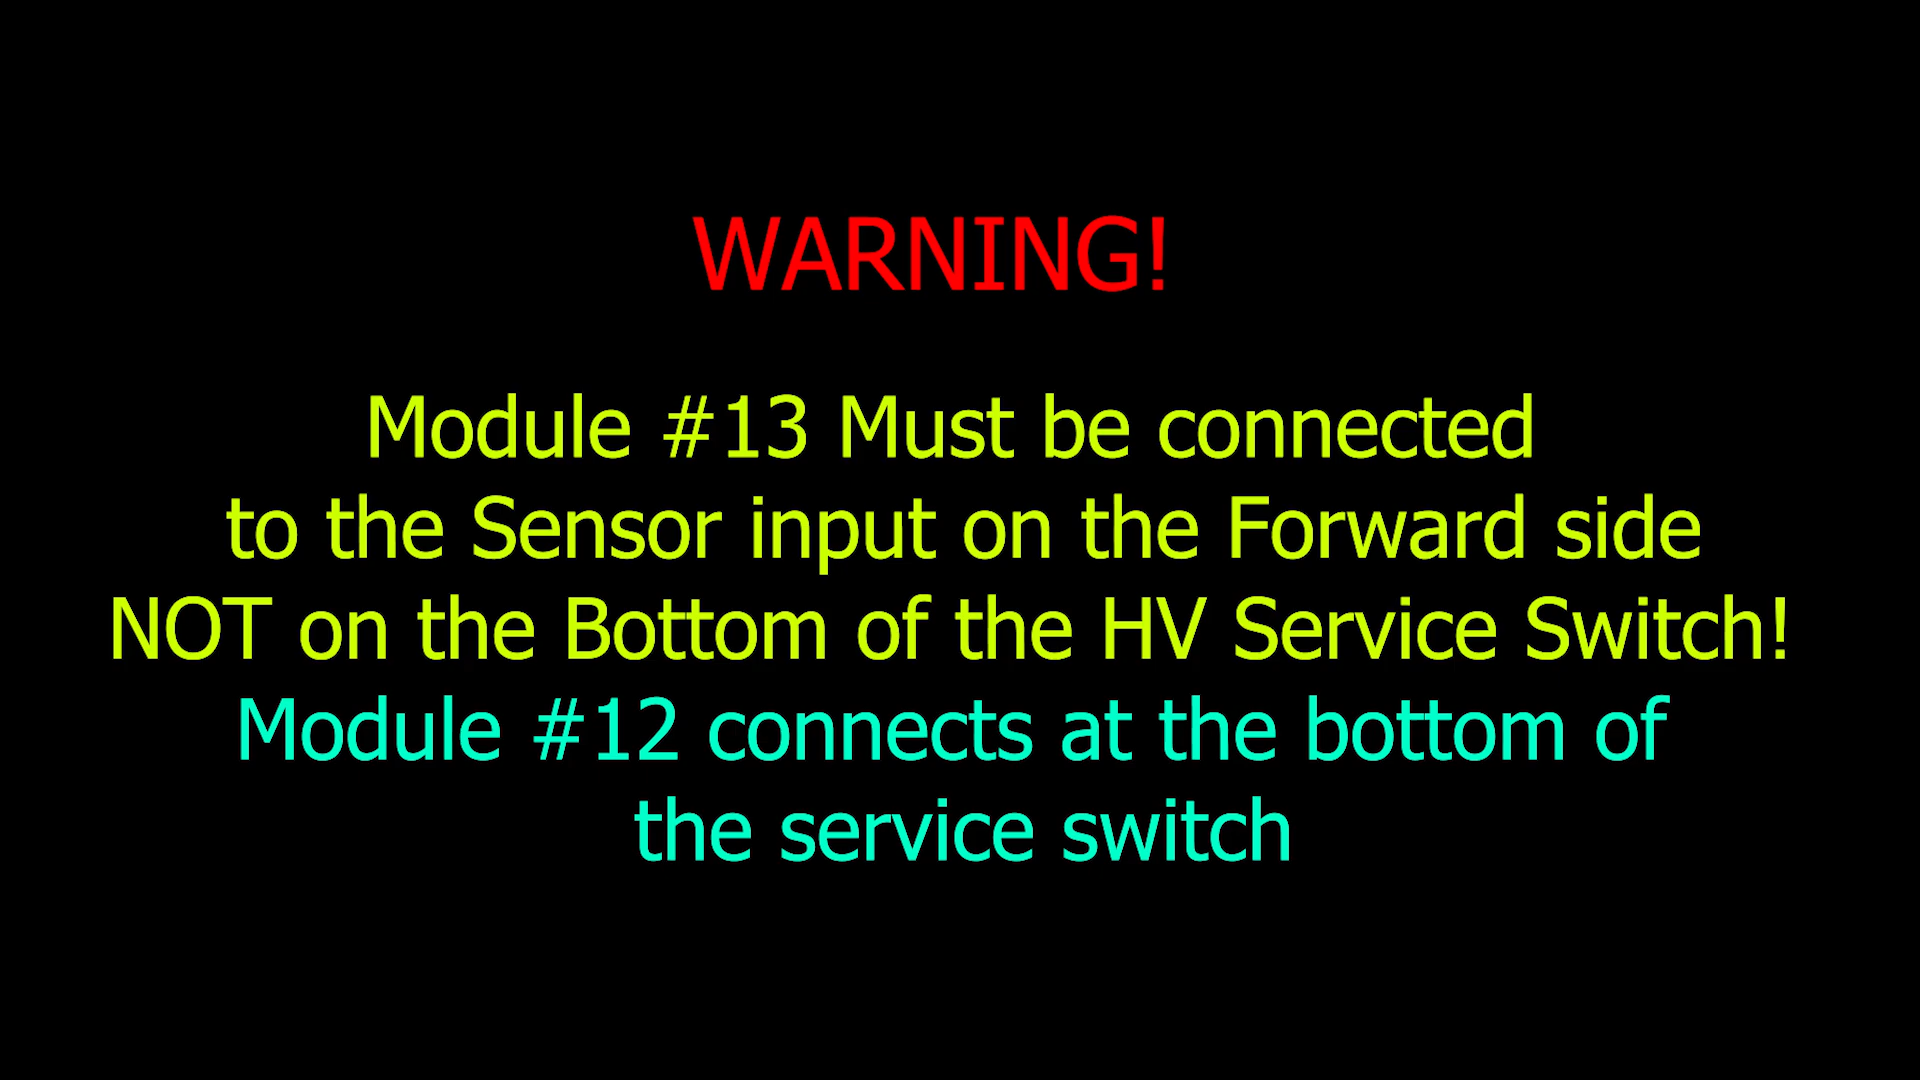 WARNING!
Module #13 Must be connected
to the Sensor input on the Forward side
NOT on the Bottom of the HV Service Switch!
Module #12 connects at the bottom of
the service switch